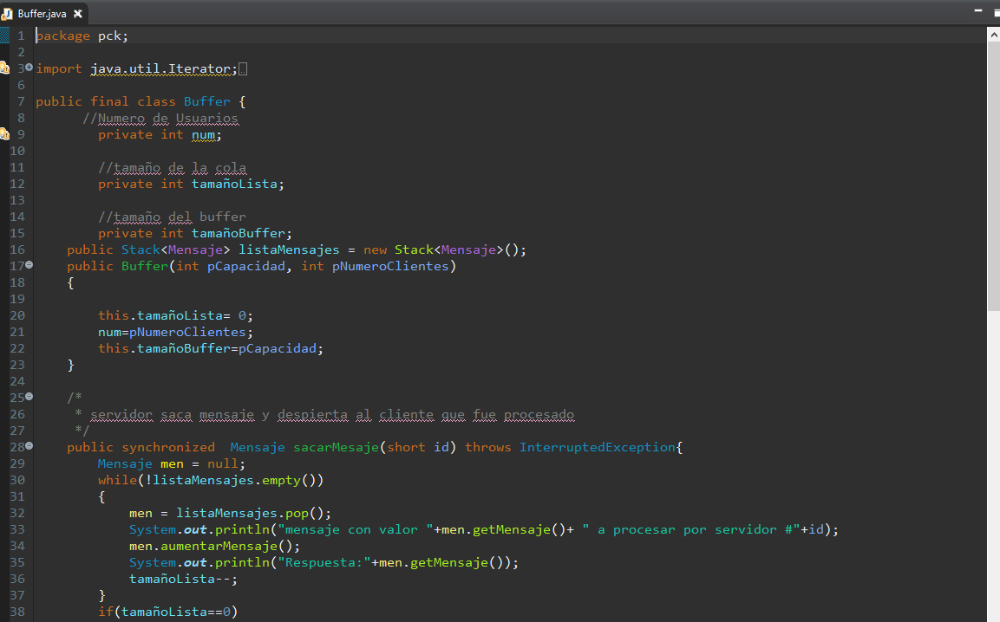 Buffer.java
1 package pck;
2
3 import java.util.Iterator;
6
7 public final class Buffer {
8 //Numero de Usuarios
9 private int num;
10
11 //tamaño de la cola
12 private int tamañoLista;
13
14 //tamaño del buffer
15 private int tamañoBuffer;
16 public Stack<Mensaje> listaMensajes = new Stack<Mensaje>();
17 public Buffer(int pCapacidad, int pNumeroClientes)
18 {
19
20 this.tamañoLista= 0;
21 num=pNumeroClientes;
22 this.tamañoBuffer=pCapacidad;
23 }
24
25 /*
26 * servidor saca mensaje y despierta al cliente que fue procesado
27 */
28 public synchronized  Mensaje sacarMesaje(short id) throws InterruptedException{
29 Mensaje men = null;
30 while(!listaMensajes.empty())
31 {
32 men = listaMensajes.pop();
33 System.out.println("mensaje con valor "+men.getMensaje()+ " a procesar por servidor #"+id);
34 men.aumentarMensaje();
35 System.out.println("Respuesta:"+men.getMensaje());
36 tamañoLista--;
37 }
38 if(tamañoLista==0)